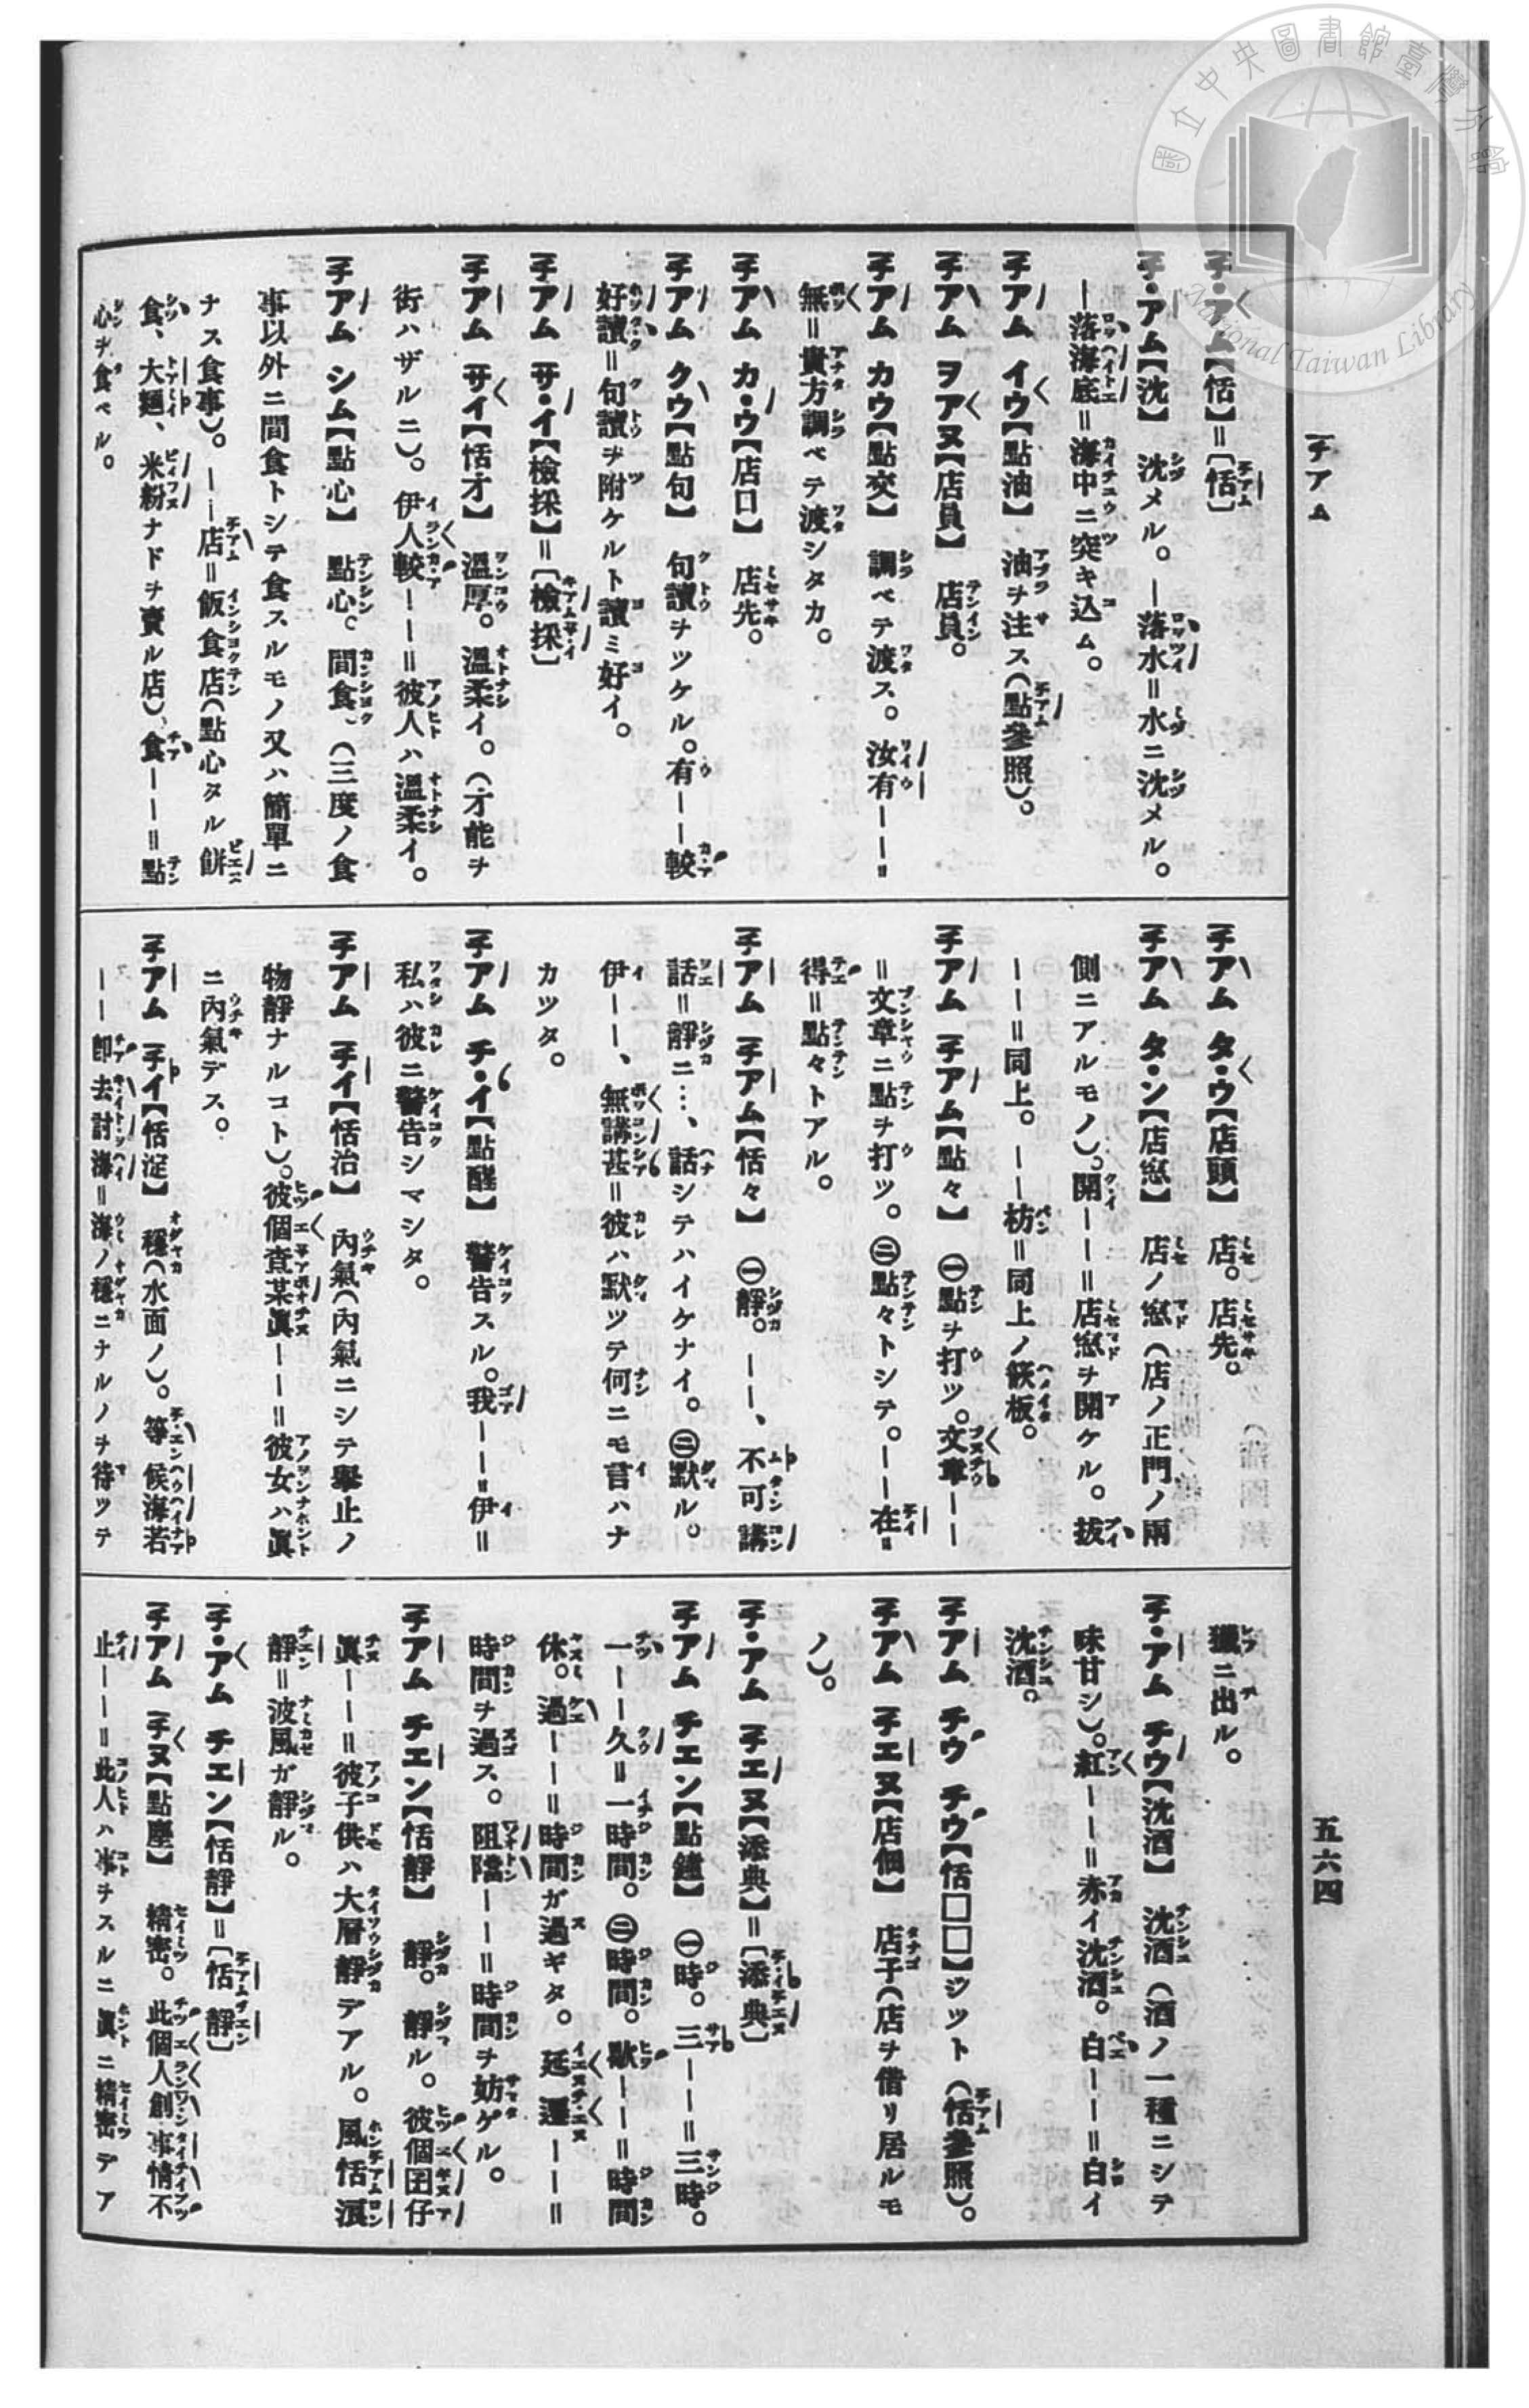 チアム
五六四
チ・アム【恬】=〔恬〕
チ・アム【沈】 沈メル。—落水=水ニ沈メル。
—落海底=海中ニ突キ込ム。
チアム イウ【點油】 油ヲ注ス(點參照)。
チアム ヲアヌ【店員】 店員。
チアム カウ【點交】 調ベテ渡ス。汝有——=
無=貴方調ベテ渡シタカ。
チアム カ・ウ【店口】 店先。
チアム クウ【點句】 句讀ヲツケル。有——較
好讀=句讀ヲ附ケルト讀ミ好イ。
チアム サ・イ【檢採】=〔檢採〕
チアム サイ【恬才】 溫厚。溫柔イ。(才能ヲ
街ハザルニ)。伊人較——=彼人ハ溫柔イ。
チアム シム【點心】 點心。間食、(三度ノ食
事以外ニ間食トシテ食スルモノ又ハ簡單ニ
ナス食事)。——店=飯食店(點心タル餅
食、大麵、米粉ナドヲ賣ル店)、食——=點
心ヲ食ベル。
チアム タ・ウ【店頭】 店。店先。
チアム タ・ン【店窓】 店ノ窓(店ノ正門ノ兩
側ニアルモノ)。開——=店窓ヲ開ケル。拔
——=同上。——枋=同上ノ篏板。
チアム チアム【點々】 ㊀點ヲ打ツ。文章——
=文章ニ點ヲ打ツ。㊁點々トシテ。——在=
得=點々トアル。
チアム チアム【恬々】 ㊀靜。——、不可講
話=靜ニ…、話シテハイケナイ。㊁默ル。
伊——、無講甚=彼ハ默ツテ何ニモ言ハナ
カツタ。
チアム チ・イ【點醒】 警告スル。我——伊=
私ハ彼ニ警告シマシタ。
チアム チイ【恬治】 內氣(內氣ニシテ擧止ノ
物靜ナルコト)。彼個査某眞——=彼女ハ眞
ニ內氣デス。
チアム チイ【恬淀】 穩(水面ノ)。等候海若
——卽去討海=海ノ穩ニナルノヲ待ツテ
獵ニ出ル。
チ・アム チウ【沈酒】 沈酒(酒ノ一種ニシテ
味甘シ)。紅——=赤イ沈酒。白——=白イ
沈酒。
チアム チウ チウ【恬□□】ジツト(恬參照)。
チアム チエヌ【店佃】 店子(店ヲ借リ居ルモ
ノ)。
チ・アム チエヌ【添典】=〔添典〕
チアム チエン【點鐘】 ㊀時。三——=三時。
一——久=一時間。㊁時間。歇——=時間
休。過——=時間ガ過ギタ。延遷——=
時間ヲ過ス。阻擋——=時間ヲ妨ゲル。
チアム チエン【恬靜】 靜。靜ル。彼個囝仔
眞——=彼子供ハ大層靜デアル。風恬湧
靜=波風ガ靜ル。
チ・アム チエン【恬靜】=〔恬靜〕
チアム チヌ【點塵】 精密。此個人創事情不
止——=此人ハ事ヲスルニ眞ニ精密デア